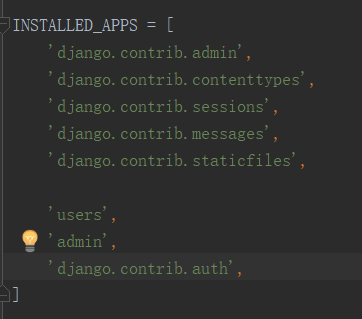 INSTALLED_APPS = [
'django.contrib.admin',
'django.contrib.contenttypes',
'django.contrib.sessions',
'django.contrib.messages',
'django.contrib.staticfiles',
'users',
'admin',
'django.contrib.auth',
]